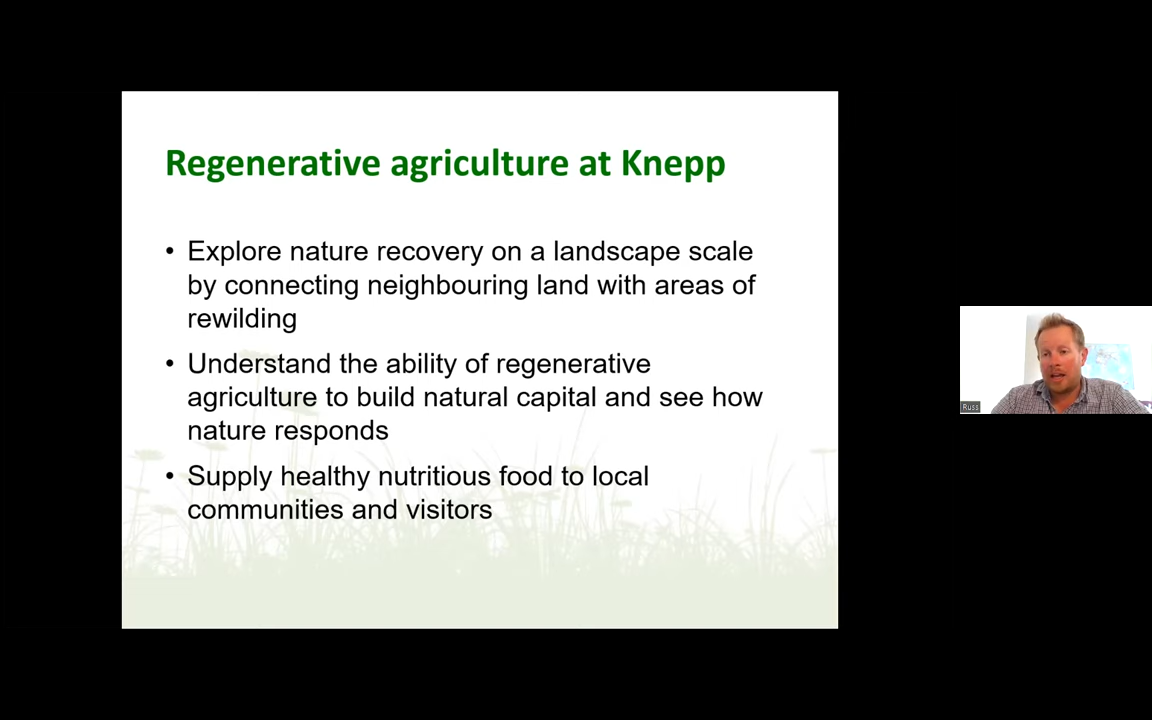 Regenerative agriculture at Knepp
• Explore nature recovery on a landscape scale
by connecting neighbouring land with areas of
rewilding
• Understand the ability of regenerative
agriculture to build natural capital and see how
nature responds
• Supply healthy nutritious food to local
communities and visitors
Russ